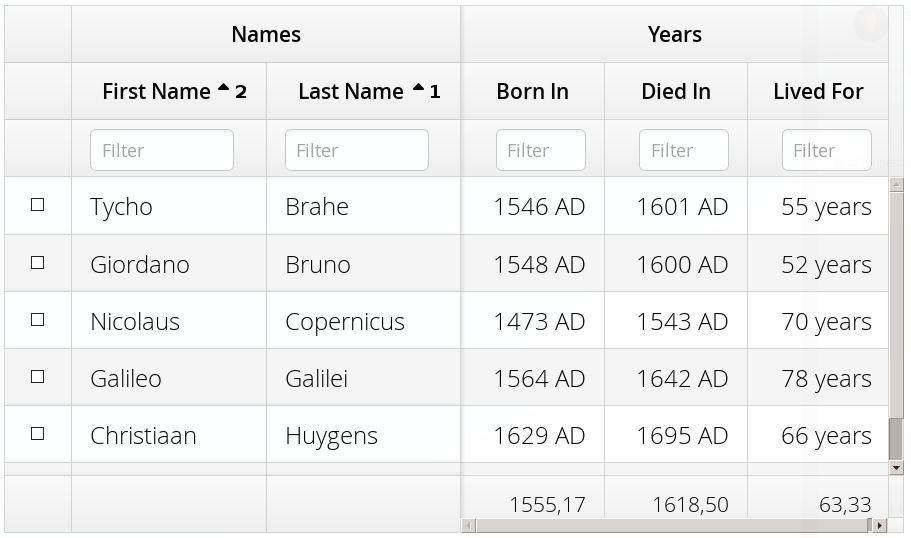 Names Years
First Name 2 Last Name 1 Born In Died In Lived For
Filter Filter Filter Filter Filter
Tycho Brahe 1546 AD 1601 AD 55 years
Giordano Bruno 1548 AD 1600 AD 52 years
Nicolaus Copernicus 1473 AD 1543 AD 70 years
Galileo Galilei 1564 AD 1642 AD 78 years
Christiaan Huygens 1629 AD 1695 AD 66 years
1555,17 1618,50 63,33